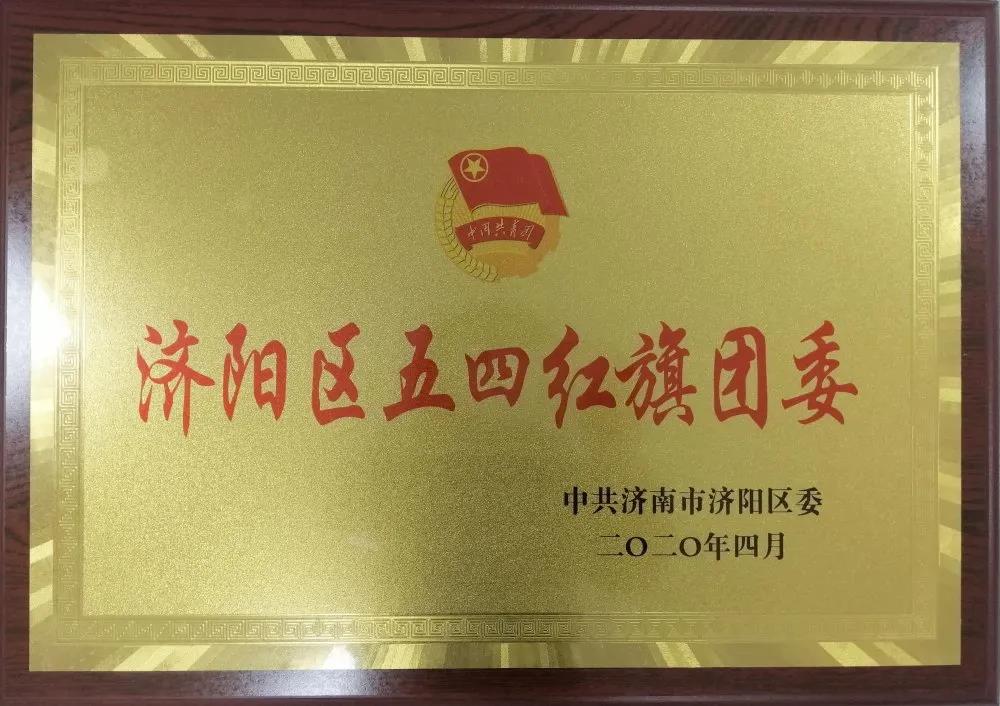 中国共青团
济阳区五四红旗团委
中共济南市济阳区委
二〇二〇年四月